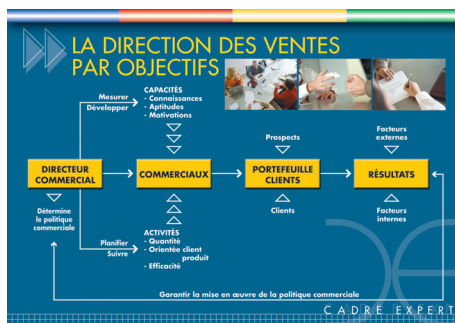 LA DIRECTION DES VENTES
PAR OBJECTIFS
Mesurer
Développer
CAPACITÉS
- Connaissances
- Aptitudes
- Motivations
Prospects
Facteurs
externes
DIRECTEUR
COMMERCIAL
COMMERCIAUX
PORTEFEUILLE
CLIENTS
RÉSULTATS
Détermine
le politique
commerciale
Clients
Facteurs
internes
Planifier
Suivre
ACTIVITÉS
- Quantité
- Orientée client
produit
- Efficacité
Garantir la mise en œuvre de la politique commerciale
CADRE EXPERT